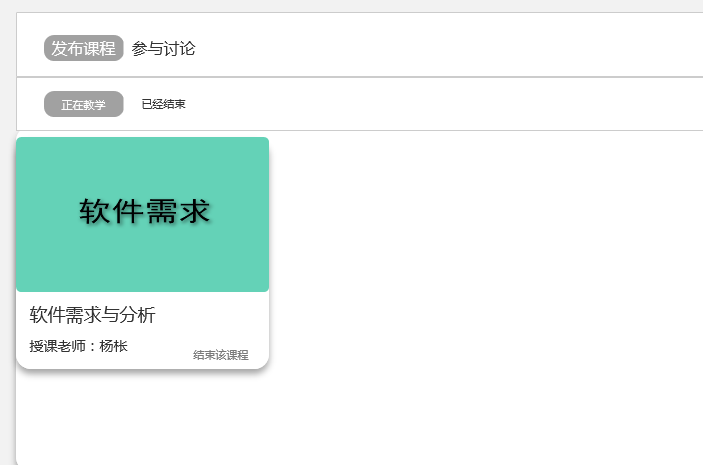 发布课程 参与讨论
正在教学 已经结束
软件需求
软件需求与分析
授课老师：杨枨
结束该课程